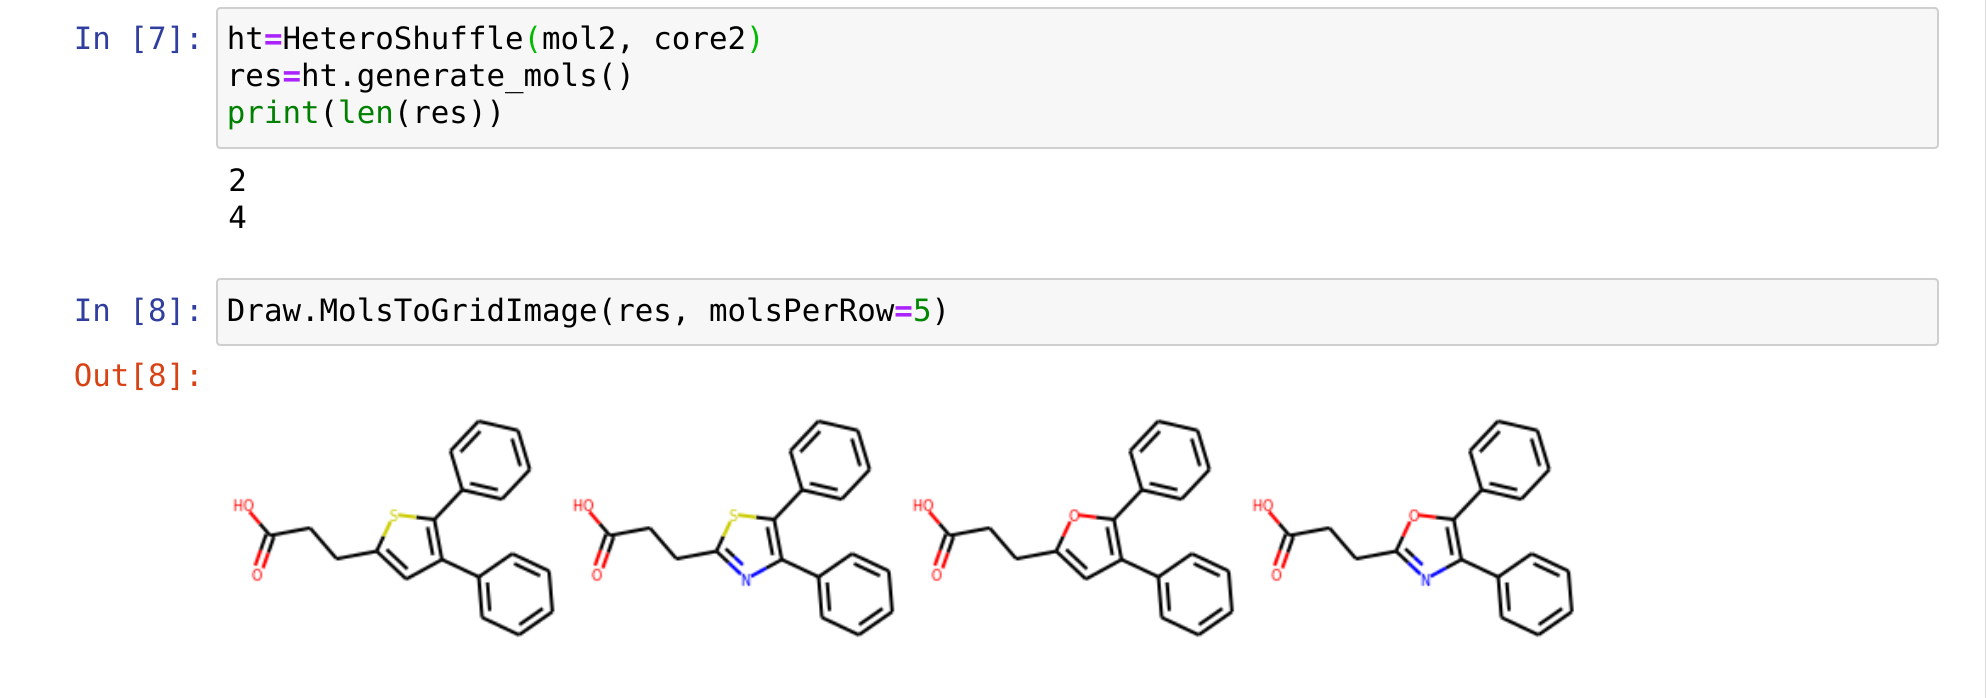 In [7]: ht=HeteroShuffle(mol2, core2)
res=ht.generate_mols()
print(len(res))
2
4
In [8]: Draw.MolsToGridImage(res, molsPerRow=5)
Out[8]:
HO O S
HO O S N
HO O O
HO O O N